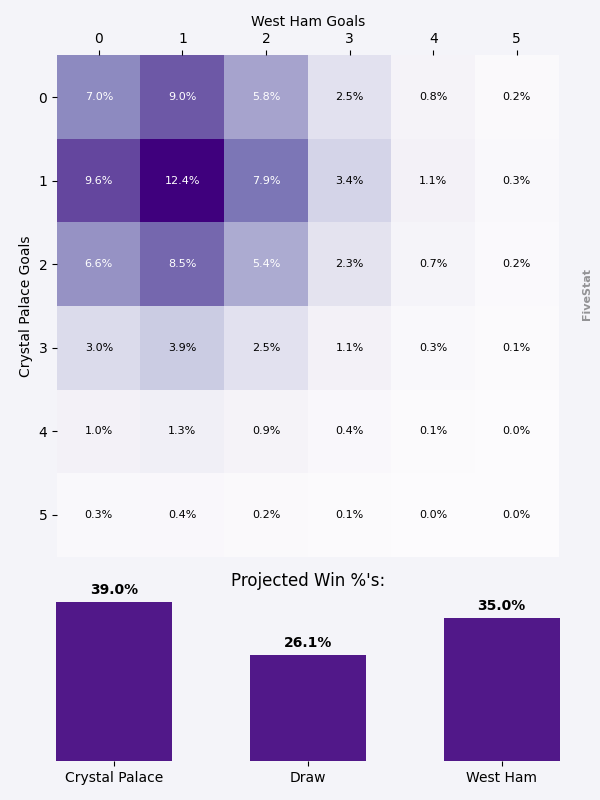 West Ham Goals
0 1 2 3 4 5
0 7.0% 9.0% 5.8% 2.5% 0.8% 0.2%
1 9.6% 12.4% 7.9% 3.4% 1.1% 0.3%
2 6.6% 8.5% 5.4% 2.3% 0.7% 0.2%
3 3.0% 3.9% 2.5% 1.1% 0.3% 0.1%
4 1.0% 1.3% 0.9% 0.4% 0.1% 0.0%
5 0.3% 0.4% 0.2% 0.1% 0.0% 0.0%
Crystal Palace Goals
FiveStat
Projected Win %'s:
39.0% 26.1% 35.0%
Crystal Palace Draw West Ham